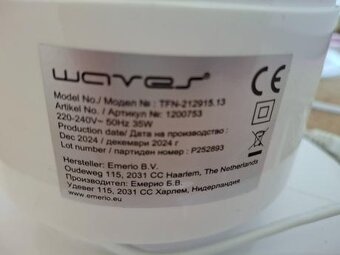 waves
Model No./ Модел № : TFN-212915.13
Artikel No. / Артикул №: 1200753
220-240V~ 50Hz 35W
Production date/ Дата на производство :
Dec 2024 / декември 2024 г
Lot number / партиден номер : P252893
Hersteller: Emerio B.V.
Oudeweg 115, 2031 CC Haarlem, The Netherlands
Производител: Емерио Б.В.
Удевег 115, 2031 CC Харлем, Нидерландия
www.emerio.eu
CE